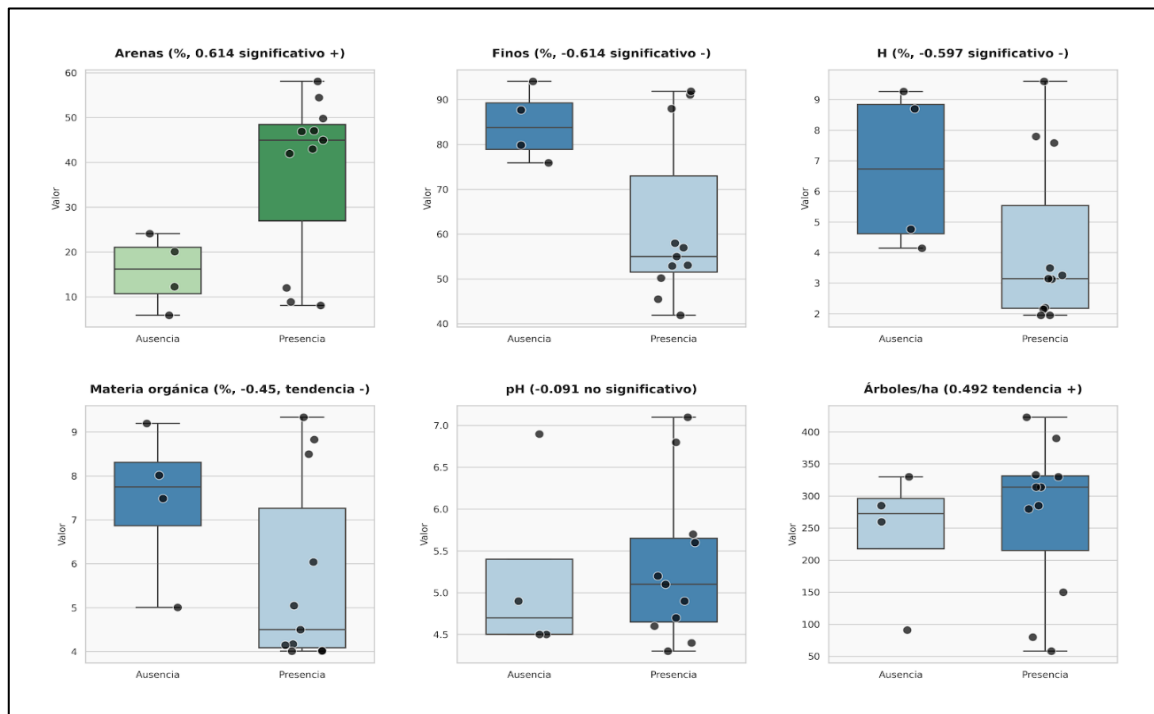 Arenas (%, 0.614 significativo +)
60
50
40
30
20
10
Valor
Ausencia
Presencia
Finos (%, -0.614 significativo -)
90
80
70
60
50
40
Valor
Ausencia
Presencia
H (%, -0.597 significativo -)
9
8
7
6
5
4
3
2
Valor
Ausencia
Presencia
Materia orgánica (%, -0.45, tendencia -)
9
8
7
6
5
4
Valor
Ausencia
Presencia
pH (-0.091 no significativo)
7.0
6.5
6.0
5.5
5.0
4.5
Valor
Ausencia
Presencia
Árboles/ha (0.492 tendencia +)
400
350
300
250
200
150
100
50
Valor
Ausencia
Presencia